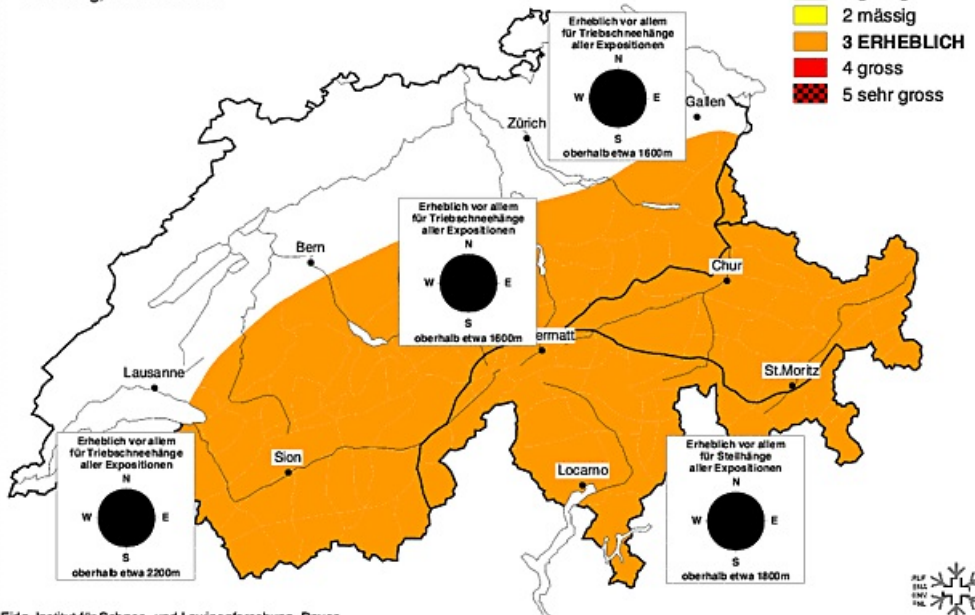 2 mässig
3 ERHEBLICH
4 gross
5 sehr gross
Erheblich vor allem
für Triebschneehänge
aller Expositionen
N
W E
S
oberhalb etwa 1600m
Gallen
Zürich
Erheblich vor allem
für Triebschneehänge
aller Expositionen
N
W E
S
oberhalb etwa 1600m
Bern
Chur
ermatt
St.Moritz
Lausanne
Erheblich vor allem
für Triebschneehänge
aller Expositionen
N
W E
S
oberhalb etwa 2200m
Sion
Locarno
Erheblich vor allem
für Steilhänge
aller Expositionen
N
W E
S
oberhalb etwa 1800m